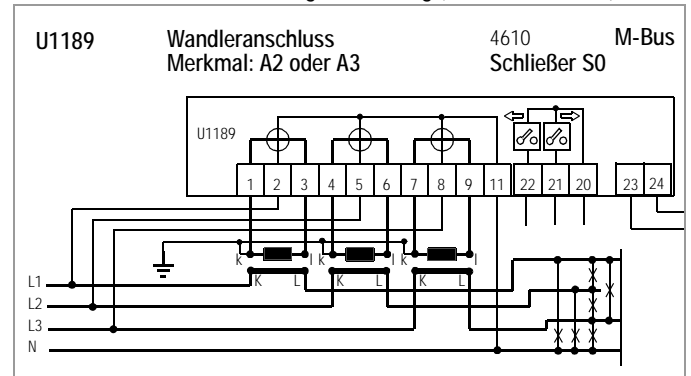 U1189 Wandleranschluss 4610 M-Bus
Merkmal: A2 oder A3 Schließer S0
U1189
1 2 3 4 5 6 7 8 9 11 22 21 20 23 24
k l k l k l
K L K L K L
L1
L2
L3
N